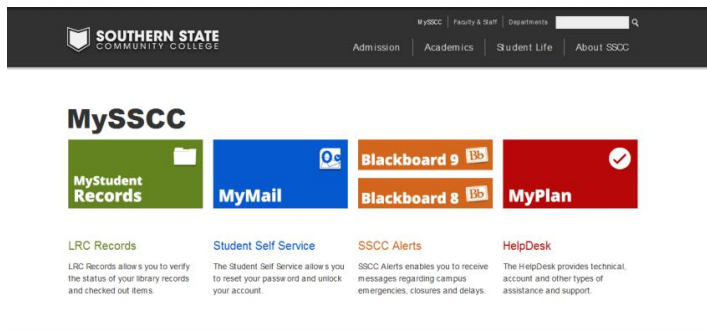 MySSCC Faculty & Staff Departments
SOUTHERN STATE
COMMUNITY COLLEGE
Admission Academics Student Life About SSCC
MySSCC
MyStudent
Records
MyMail
Blackboard 9 Bb
Blackboard 8 Bb
MyPlan
LRC Records
LRC Records allows you to verify
the status of your library records
and checked out items.
Student Self Service
The Student Self Service allows you
to reset your password and unlock
your account.
SSCC Alerts
SSCC Alerts enables you to receive
messages regarding campus
emergencies, closures and delays.
HelpDesk
The HelpDesk provides technical,
account and other types of
assistance and support.